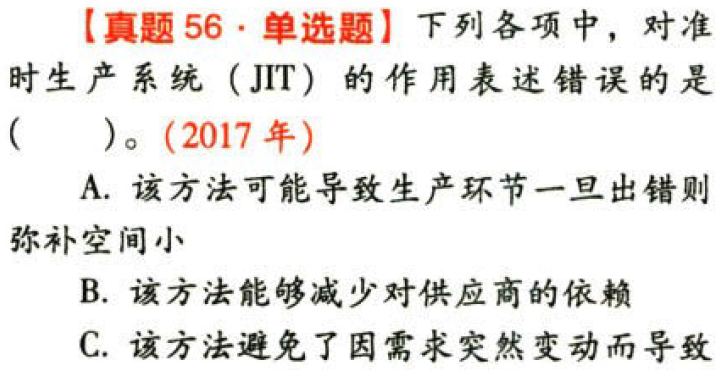 【真题 56·单选题】下列各项中，对准
时生产系统（JIT）的作用表述错误的是
(　　)。(2017 年)
A. 该方法可能导致生产环节一旦出错则
弥补空间小
B. 该方法能够减少对供应商的依赖
C. 该方法避免了因需求突然变动而导致